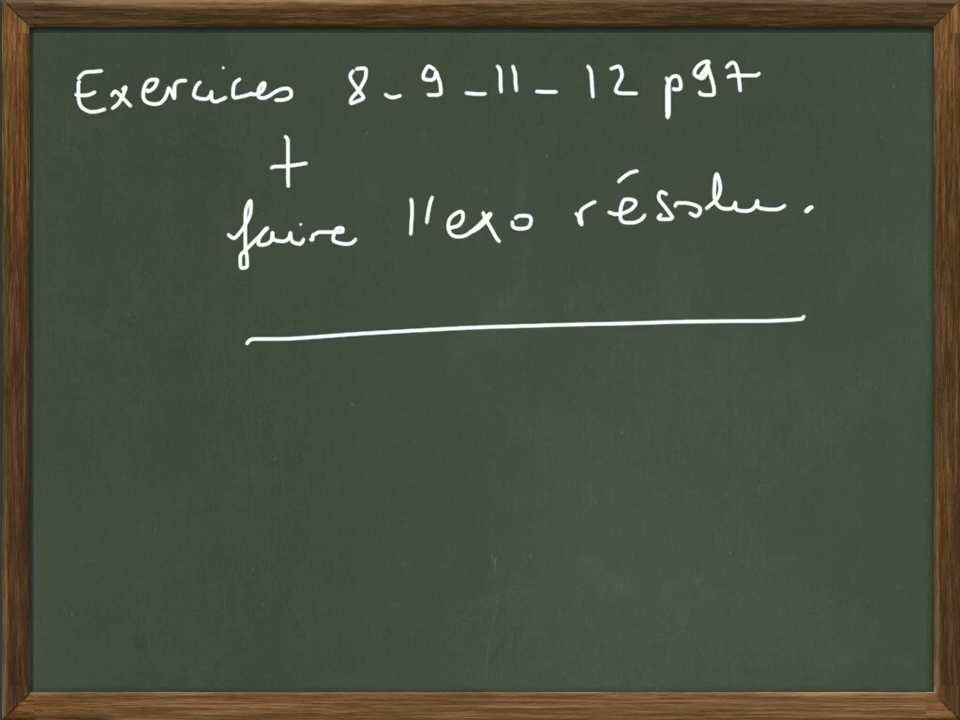 Exercices 8-9-11-12 p97
+
faire l'exo résolu.